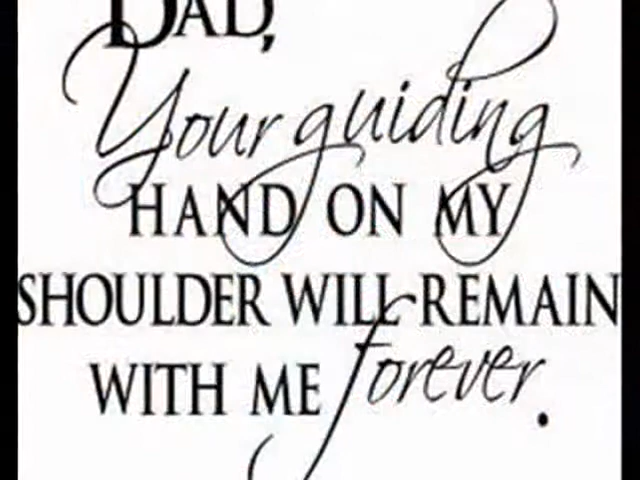 DAD,
Your guiding
HAND ON MY
SHOULDER WILL REMAIN
WITH ME forever.